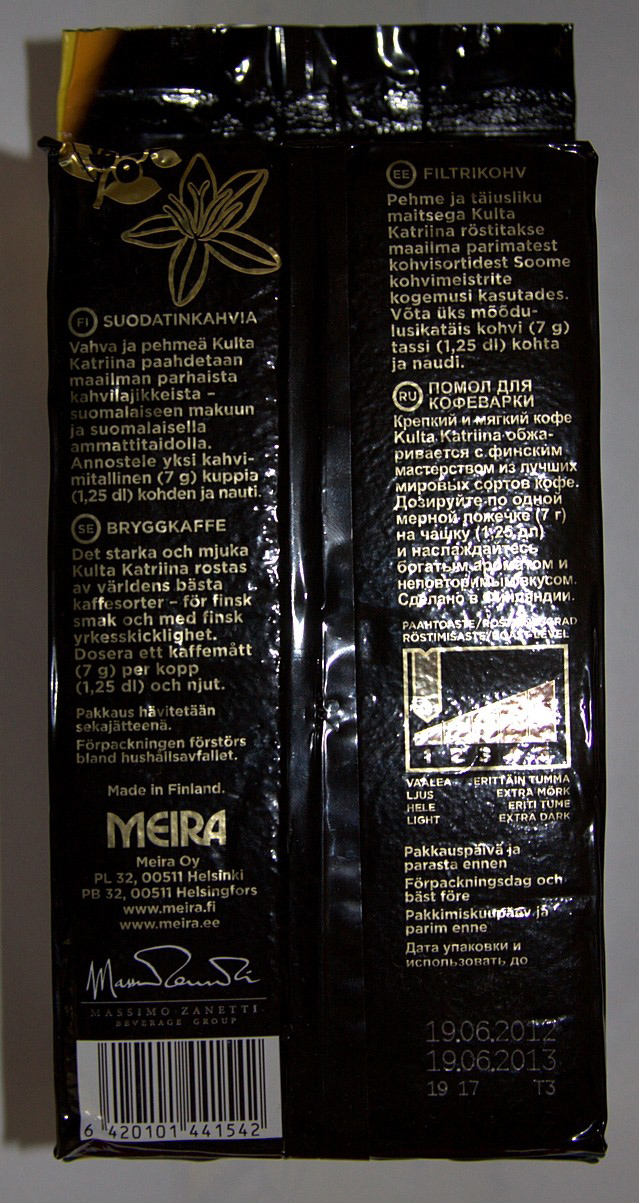 FI SUODATINKAHVIA
Vahva ja pehmeä Kulta
Katriina paahdetaan
maailman parhaista
kahvilajikkeista –
suomalaiseen makuun
ja suomalaisella
ammattitaidolla.
Annostele yksi kahvi-
mitallinen (7 g) kuppia
(1,25 dl) kohden ja nauti.
SE BRYGGKAFFE
Det starka och mjuka
Kulta Katriina rostas
av världens bästa
kaffesorter – för finsk
smak och med finsk
yrkesskicklighet.
Dosera ett kaffemått
(7 g) per kopp
(1,25 dl) och njut.
Pakkaus hävitetään
sekajätteenä.
Förpackningen förstörs
bland hushållsavfallet.
Made in Finland.
MEIRA
Meira Oy
PL 32, 00511 Helsinki
PB 32, 00511 Helsingfors
www.meira.fi
www.meira.ee
MASSIMO ZANETTI
BEVERAGE GROUP
6 420101 441542
EE FILTRIKOHV
Pehme ja täiusliku
maitsega Kulta
Katriina röstitakse
maailma parimatest
kohvisortidest Soome
kohvimeistrite
kogemusi kasutades.
Võta üks mõõdu-
lusikatäis kohvi (7 g)
tassi (1,25 dl) kohta
ja naudi.
RU ПОМОЛ ДЛЯ
КОФЕВАРКИ
Крепкий и мягкий кофе
Kulta Katriina обжа-
ривается с финским
мастерством из лучших
мировых сортов кофе.
Дозируйте по одной
мерной ложечке (7 г)
на чашку (1,25 дл)
и наслаждайтесь
богатым ароматом и
неповторимым вкусом.
Сделано в Финляндии.
PAAHTOASTE/ROSTNINGSGRAD
RÖSTIMISASTE/ROAST LEVEL
1 2 3
VAALEA ERITTÄIN TUMMA
LJUS EXTRA MÖRK
HELE ERITI TUME
LIGHT EXTRA DARK
Pakkauspäivä ja
parasta ennen
Förpackningsdag och
bäst före
Pakkimiskuupäev ja
parim enne
Дата упаковки и
использовать до
19.06.2012
19.06.2013
19 17 T3